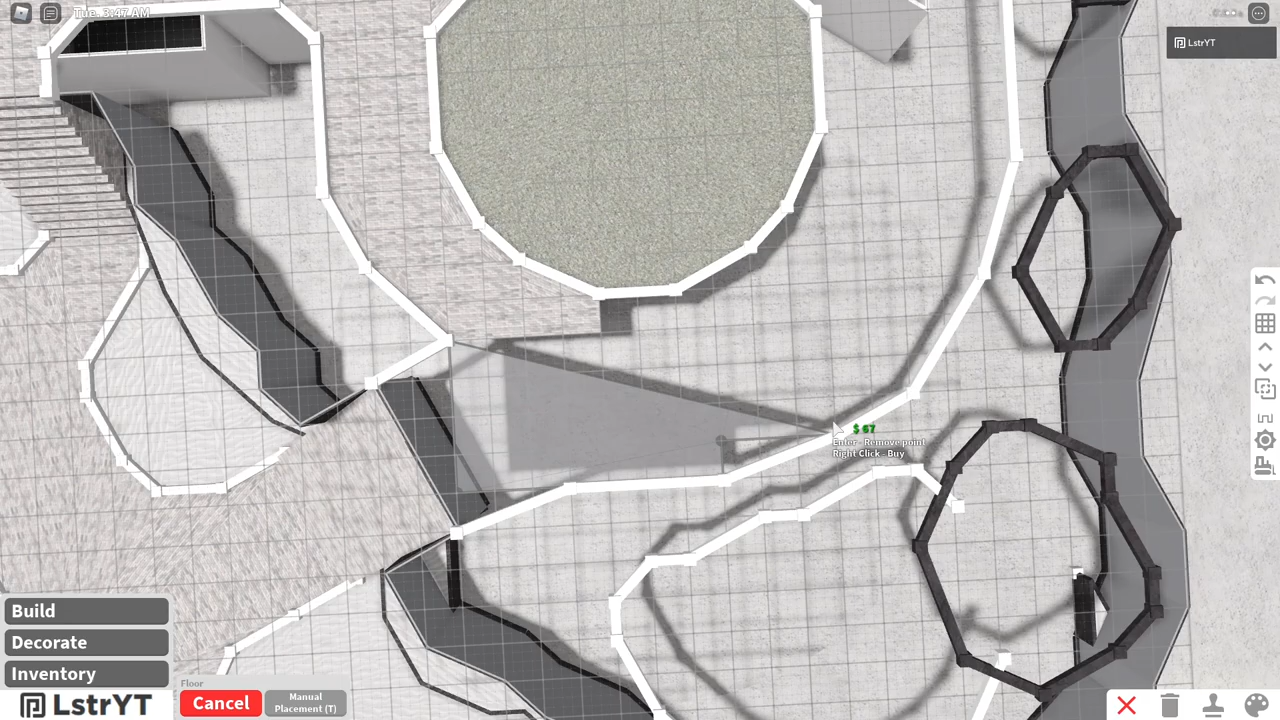 Tue. 3:47 AM
LstrYT
$ 67
Enter - Remove point
Right Click - Buy
Build
Decorate
Inventory
LstrYT
Floor
Cancel
Manual
Placement (T)